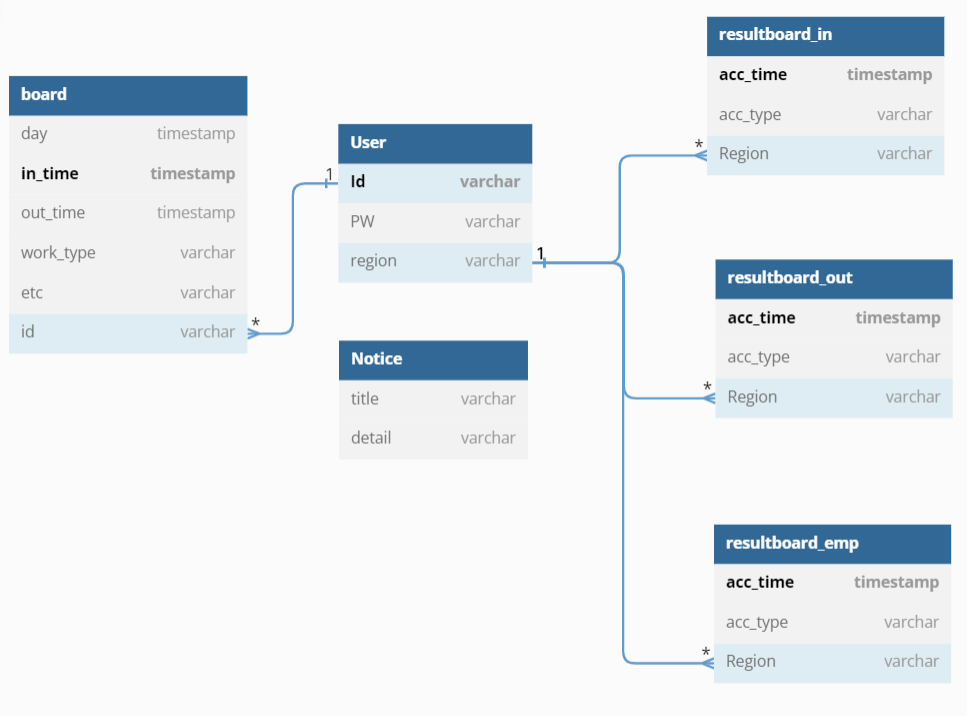 board
day timestamp
in_time timestamp
out_time timestamp
work_type varchar
etc varchar
id varchar
*
1
User
Id varchar
PW varchar
region varchar
1
Notice
title varchar
detail varchar
resultboard_in
acc_time timestamp
acc_type varchar
* Region varchar
resultboard_out
acc_time timestamp
acc_type varchar
* Region varchar
resultboard_emp
acc_time timestamp
acc_type varchar
* Region varchar